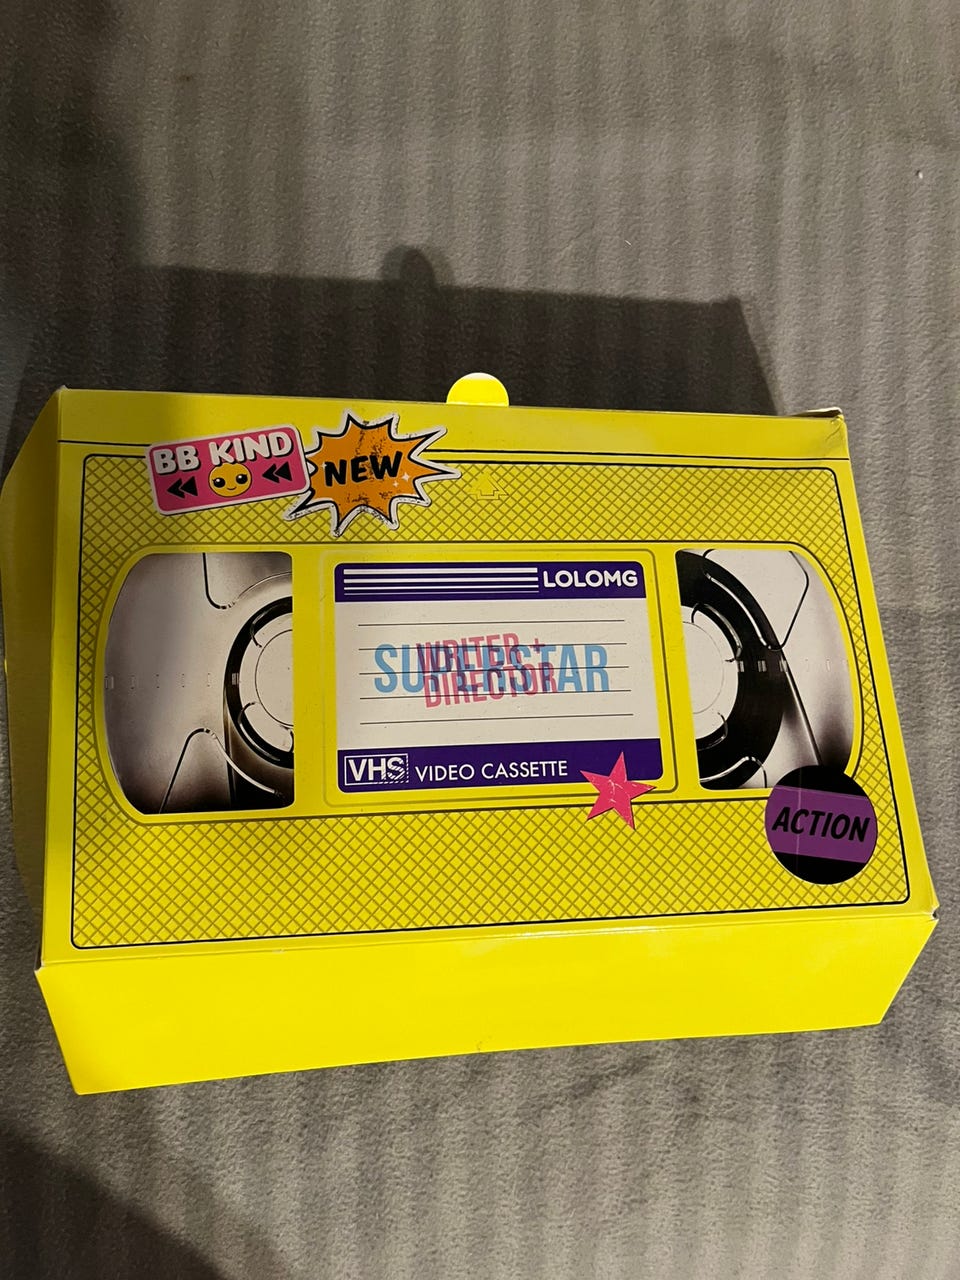 BB KIND
NEW
LOLOMG
SUPERSTAR
WRITER +
DIRECTOR
VHS VIDEO CASSETTE
ACTION